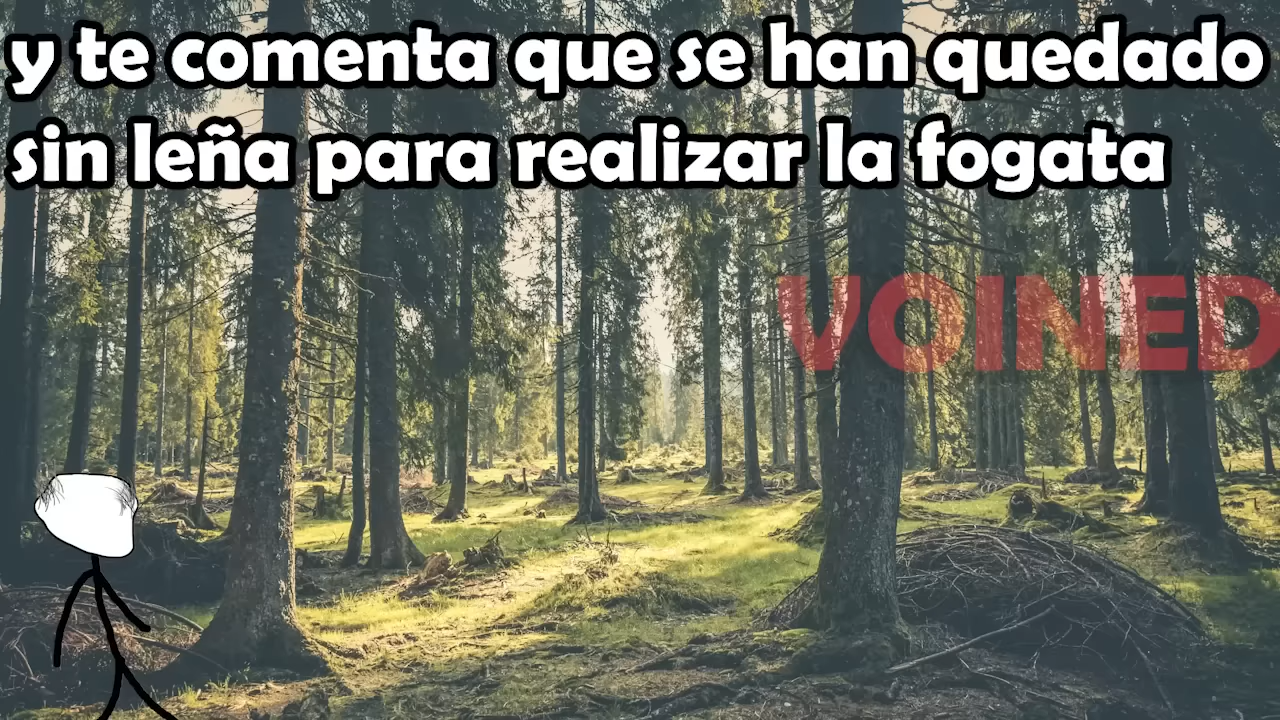 y te comenta que se han quedado
sin leña para realizar la fogata
VOINED